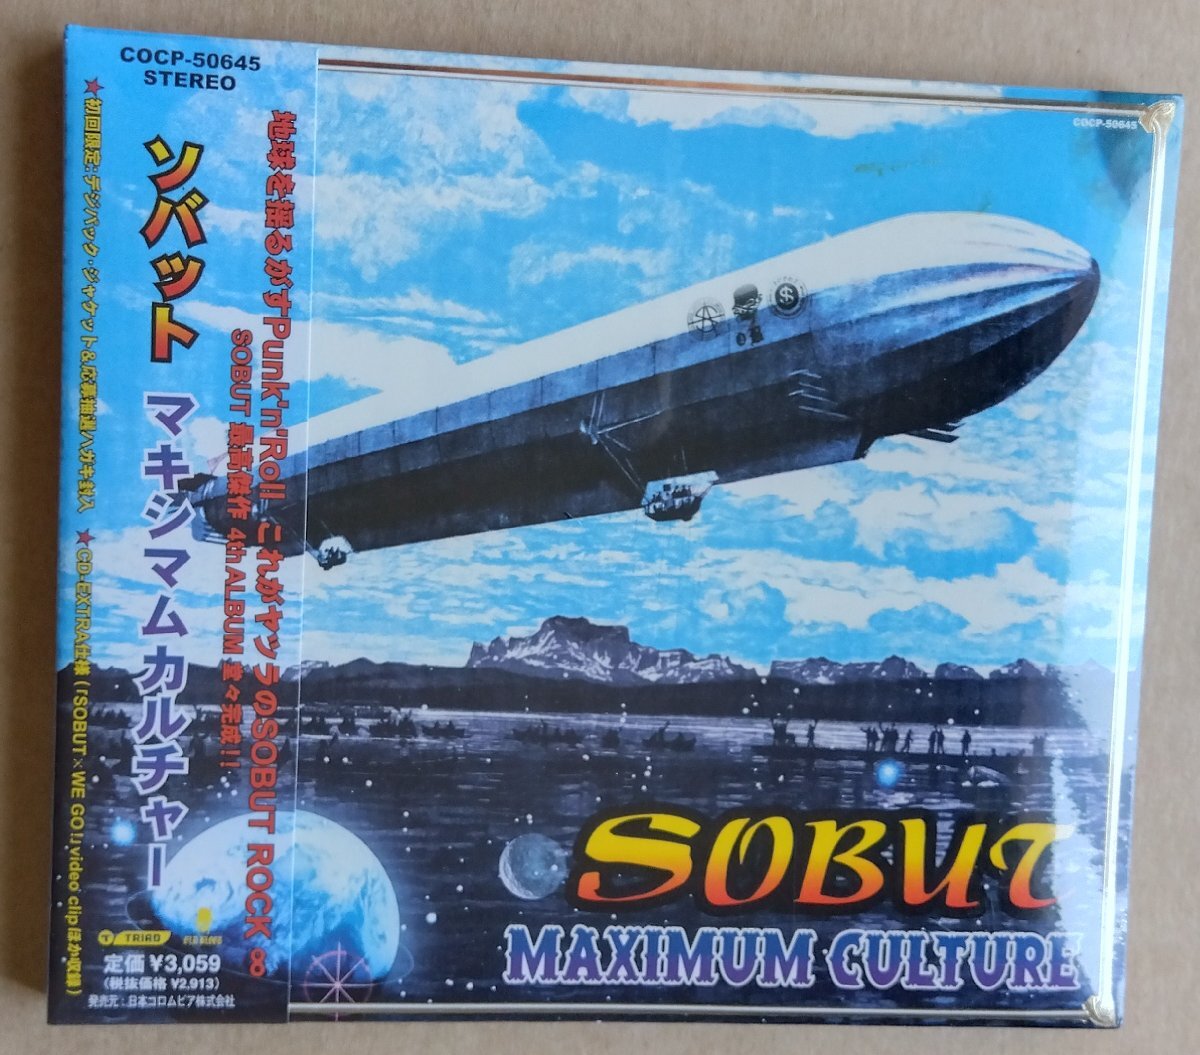 COCP-50645
STEREO
地球を揺るがすPunk'n'Roll これがヤツラのSOBUT ROCK ∞
SOBUT 最高傑作 4th ALBUM 堂々完成!!
ソバット
マキシマムカルチャー
★初回限定:デジパック・ジャケット&応募抽選ハガキ封入 ★CD-EXTRA仕様(「SOBUT×WE GO!」video clip ほか収録)
T TRIAD
定価 ¥3,059
(税抜価格 ¥2,913)
発売元:日本コロムビア株式会社
COCP-50645
SOBUT
MAXIMUM CULTURE